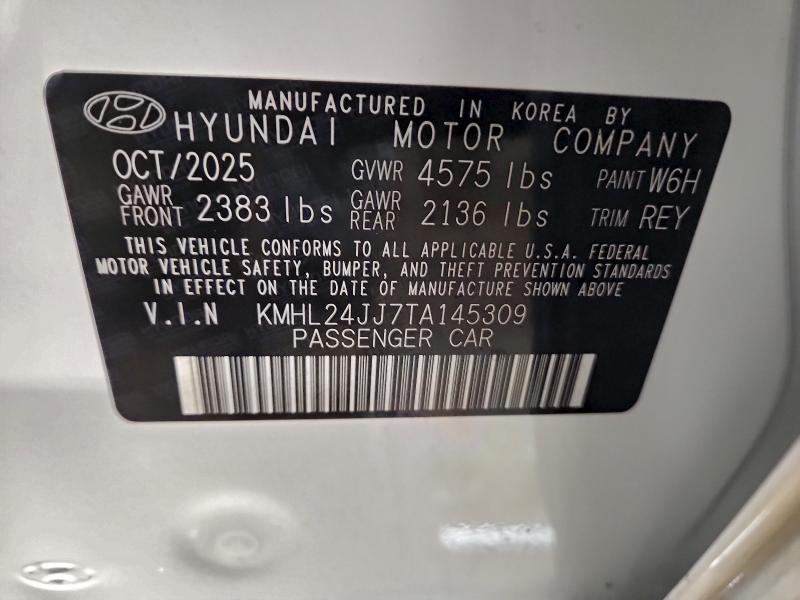 MANUFACTURED IN KOREA BY
HYUNDAI MOTOR COMPANY
OCT/2025 GVWR 4575 lbs PAINT W6H
GAWR FRONT 2383 lbs GAWR REAR 2136 lbs TRIM REY
THIS VEHICLE CONFORMS TO ALL APPLICABLE U.S.A. FEDERAL
MOTOR VEHICLE SAFETY, BUMPER, AND THEFT PREVENTION STANDARDS
IN EFFECT ON THE DATE OF MANUFACTURE SHOWN ABOVE
V.I.N KMHL24JJ7TA145309
PASSENGER CAR